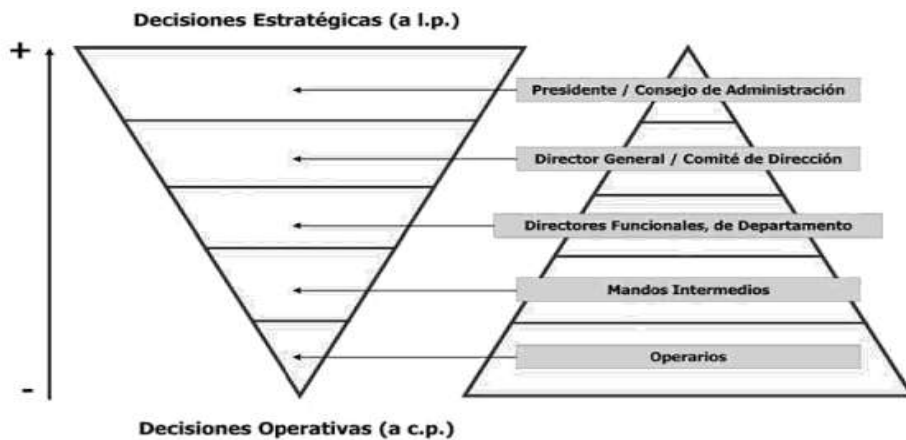 Decisiones Estratégicas (a l.p.)
+
Presidente / Consejo de Administración
Director General / Comité de Dirección
Directores Funcionales, de Departamento
Mandos Intermedios
Operarios
-
Decisiones Operativas (a c.p.)